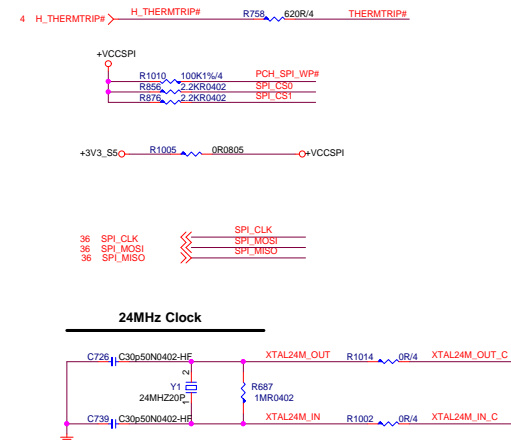 4 H_THERMTRIP# H_THERMTRIP# R758 620R/4 THERMTRIP#
+VCCSPI
R1010 100K1%/4 PCH_SPI_WP#
R856 2.2KR0402 SPI_CS0
R876 2.2KR0402 SPI_CS1
+3V3_S5 R1005 0R0805 +VCCSPI
36 SPI_CLK SPI_CLK
36 SPI_MOSI SPI_MOSI
36 SPI_MISO SPI_MISO
24MHz Clock
C726 C30p50N0402-HF XTAL24M_OUT R1014 0R/4 XTAL24M_OUT_C
2
Y1 R687
24MHZ20P 1MR0402
1
C739 C30p50N0402-HF XTAL24M_IN R1002 0R/4 XTAL24M_IN_C